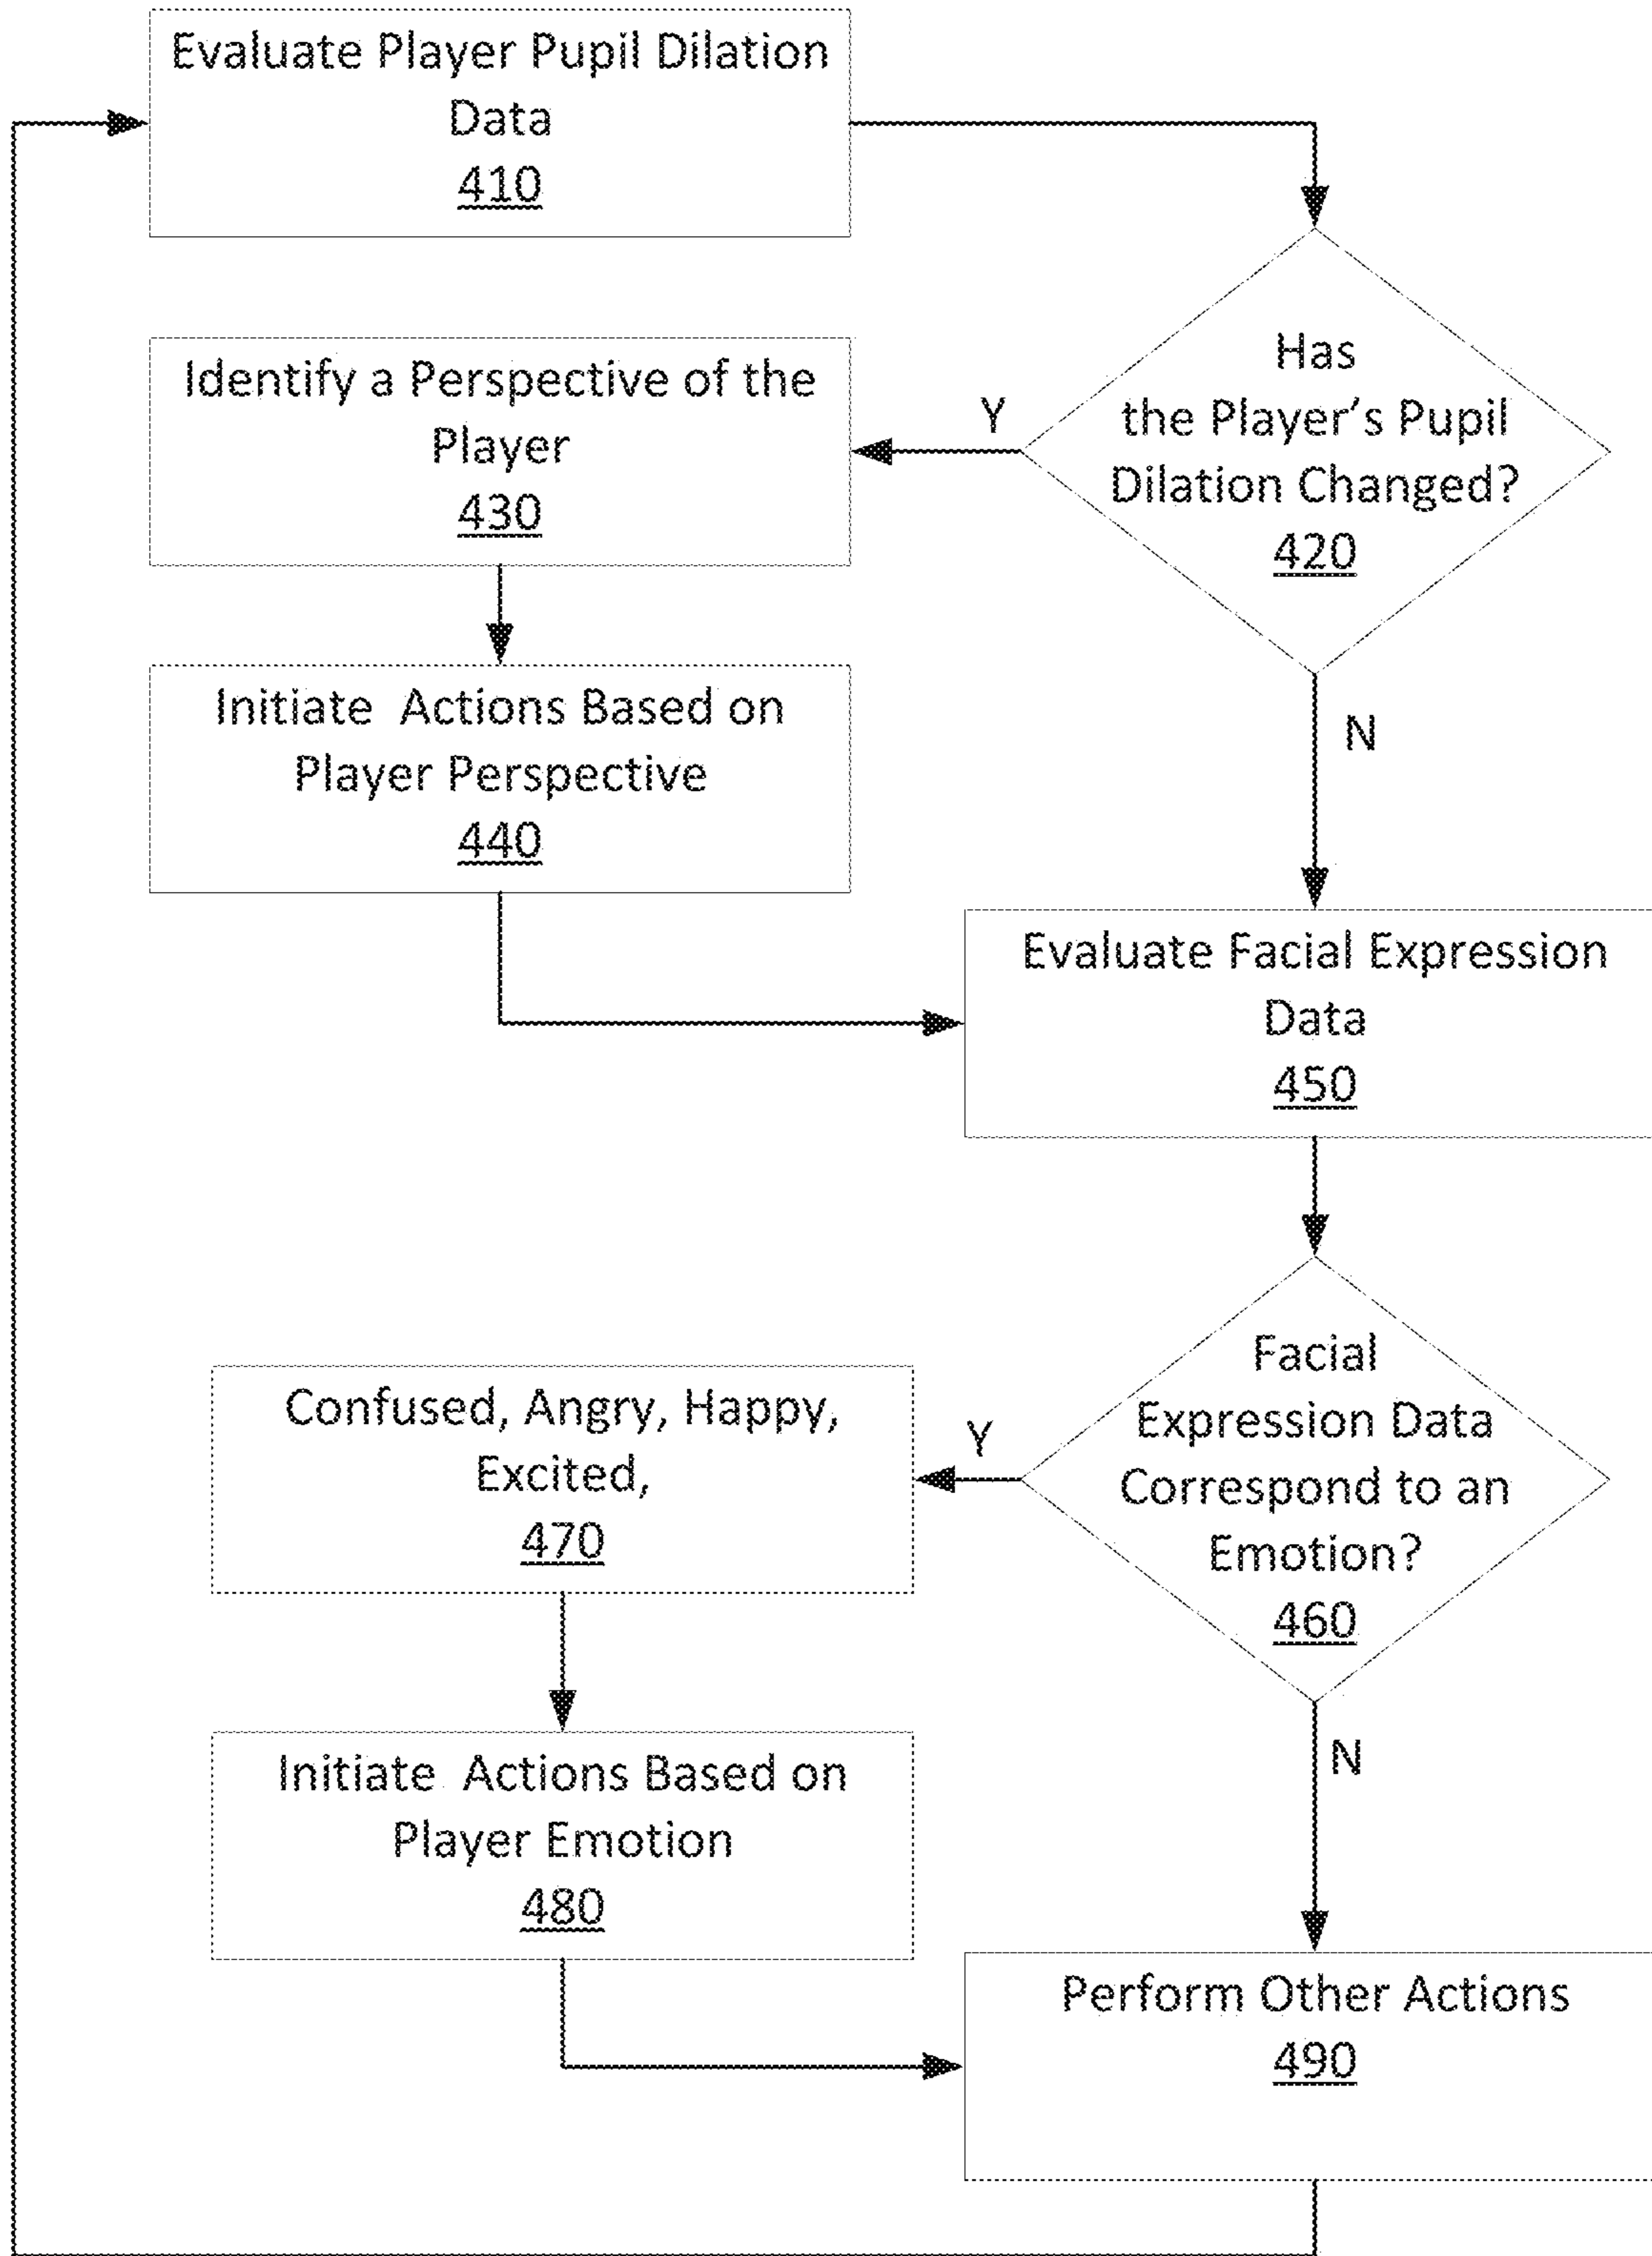 Evaluate Player Pupil Dilation
Data
410
Has
the Player's Pupil
Dilation Changed?
420
Y
N
Identify a Perspective of the
Player
430
Initiate Actions Based on
Player Perspective
440
Evaluate Facial Expression
Data
450
Facial
Expression Data
Correspond to an
Emotion?
460
Y
N
Confused, Angry, Happy,
Excited,
470
Initiate Actions Based on
Player Emotion
480
Perform Other Actions
490